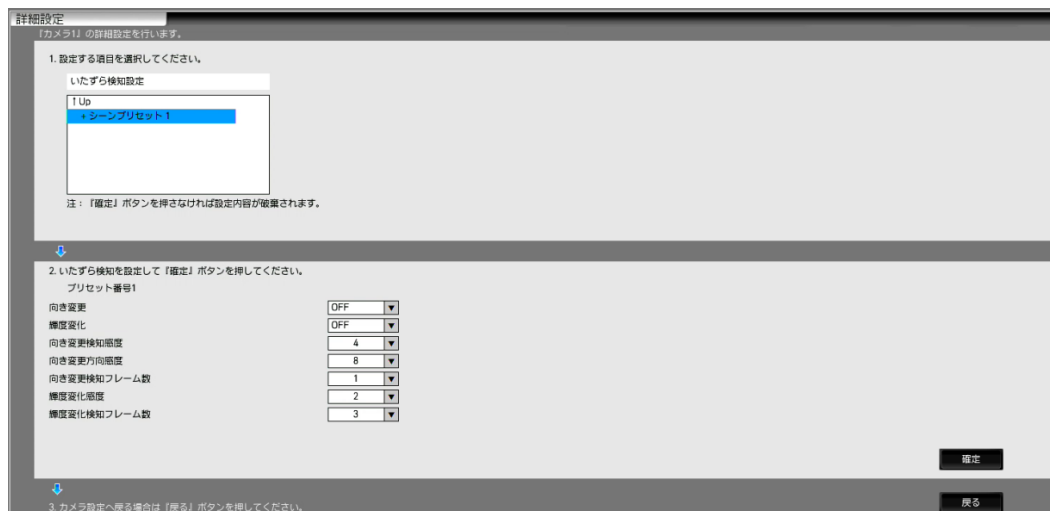 詳細設定
『カメラ1』の詳細設定を行います。
1. 設定する項目を選択してください。
いたずら検知設定
↑Up
+シーンプリセット 1
注：『確定』ボタンを押さなければ設定内容が破棄されます。
2. いたずら検知を設定して『確定』ボタンを押してください。
プリセット番号1
向き変更 OFF
輝度変化 OFF
向き変更検知感度 4
向き変更方向感度 8
向き変更検知フレーム数 1
輝度変化感度 2
輝度変化検知フレーム数 3
確定
3. カメラ設定へ戻る場合は『戻る』ボタンを押してください。 戻る